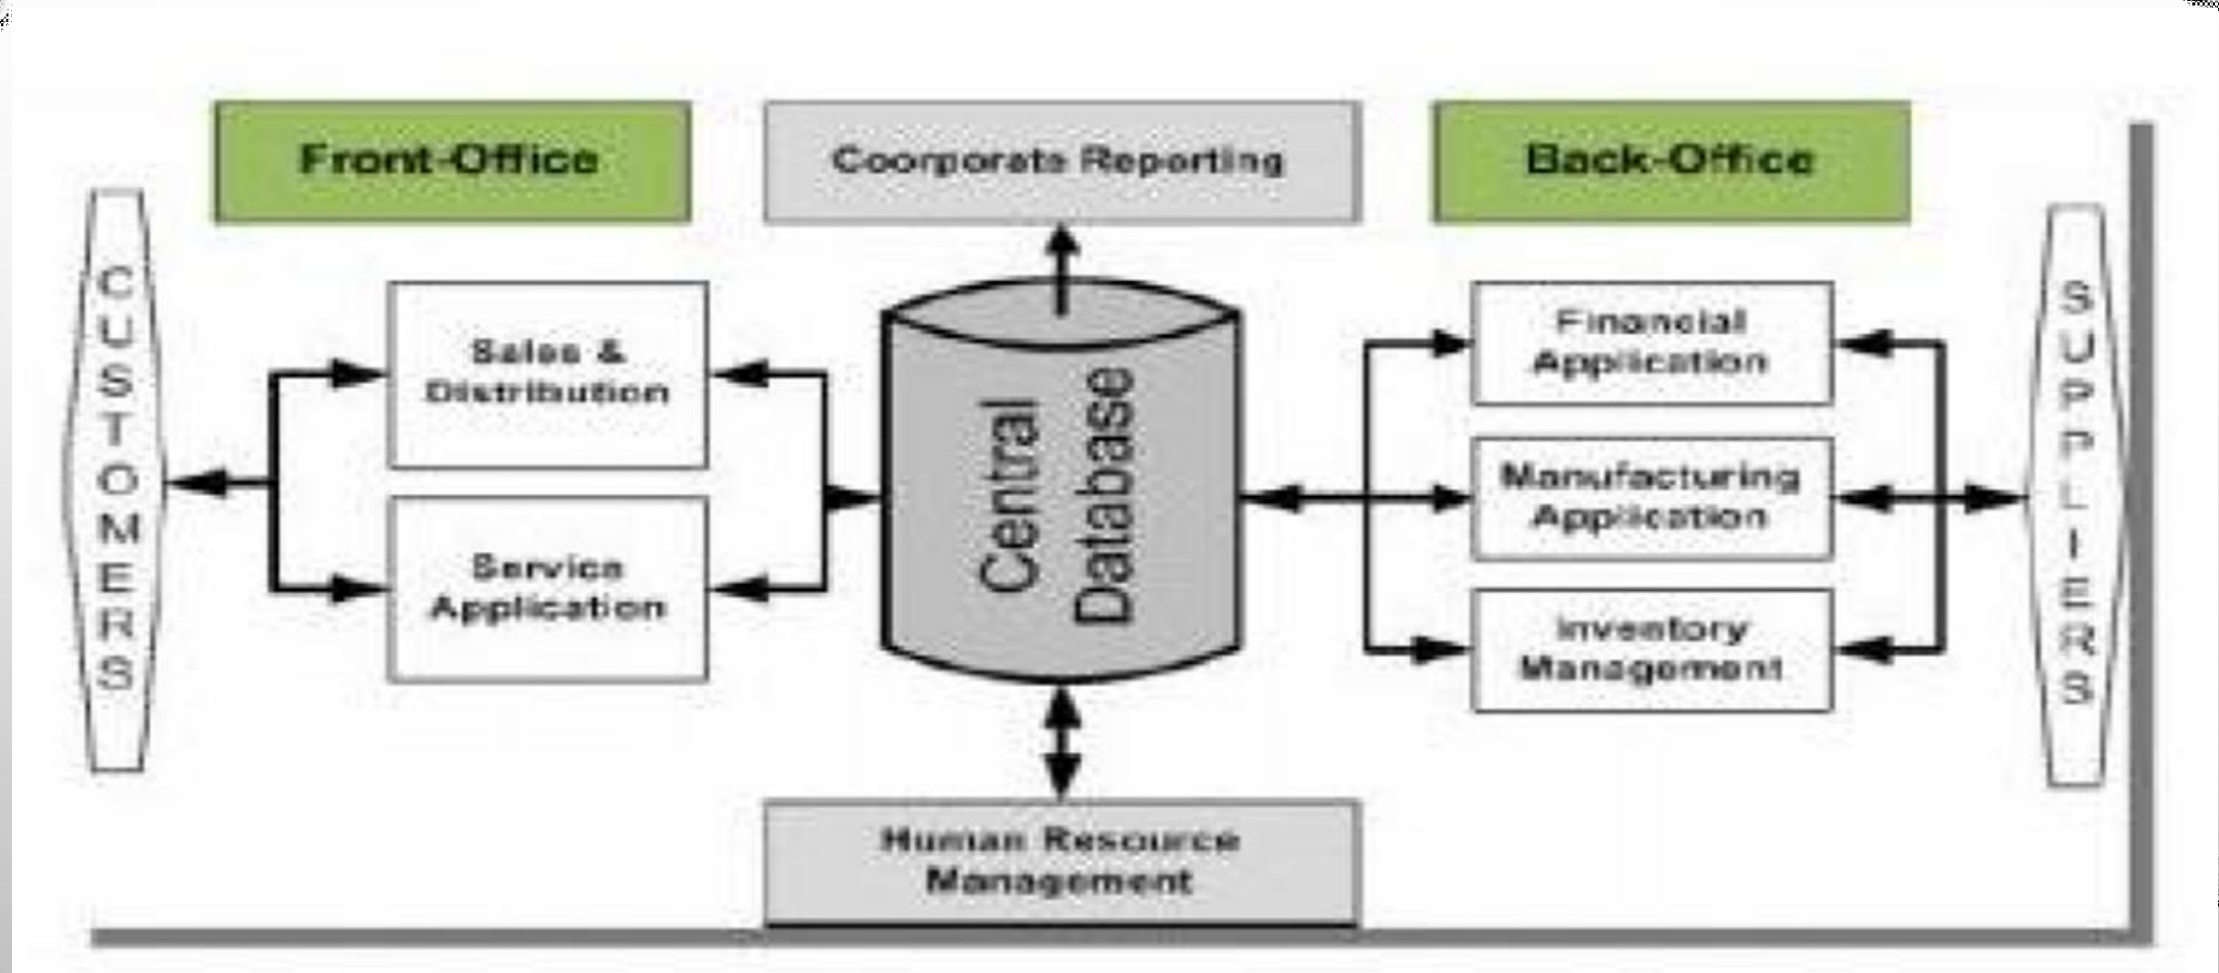 Front-Office
Coorporate Reporting
Back-Office
CUSTOMERS
Sales &
Distribution
Service
Application
Central
Database
Financial
Application
Manufacturing
Application
Inventory
Management
SUPPLIERS
Human Resource
Management